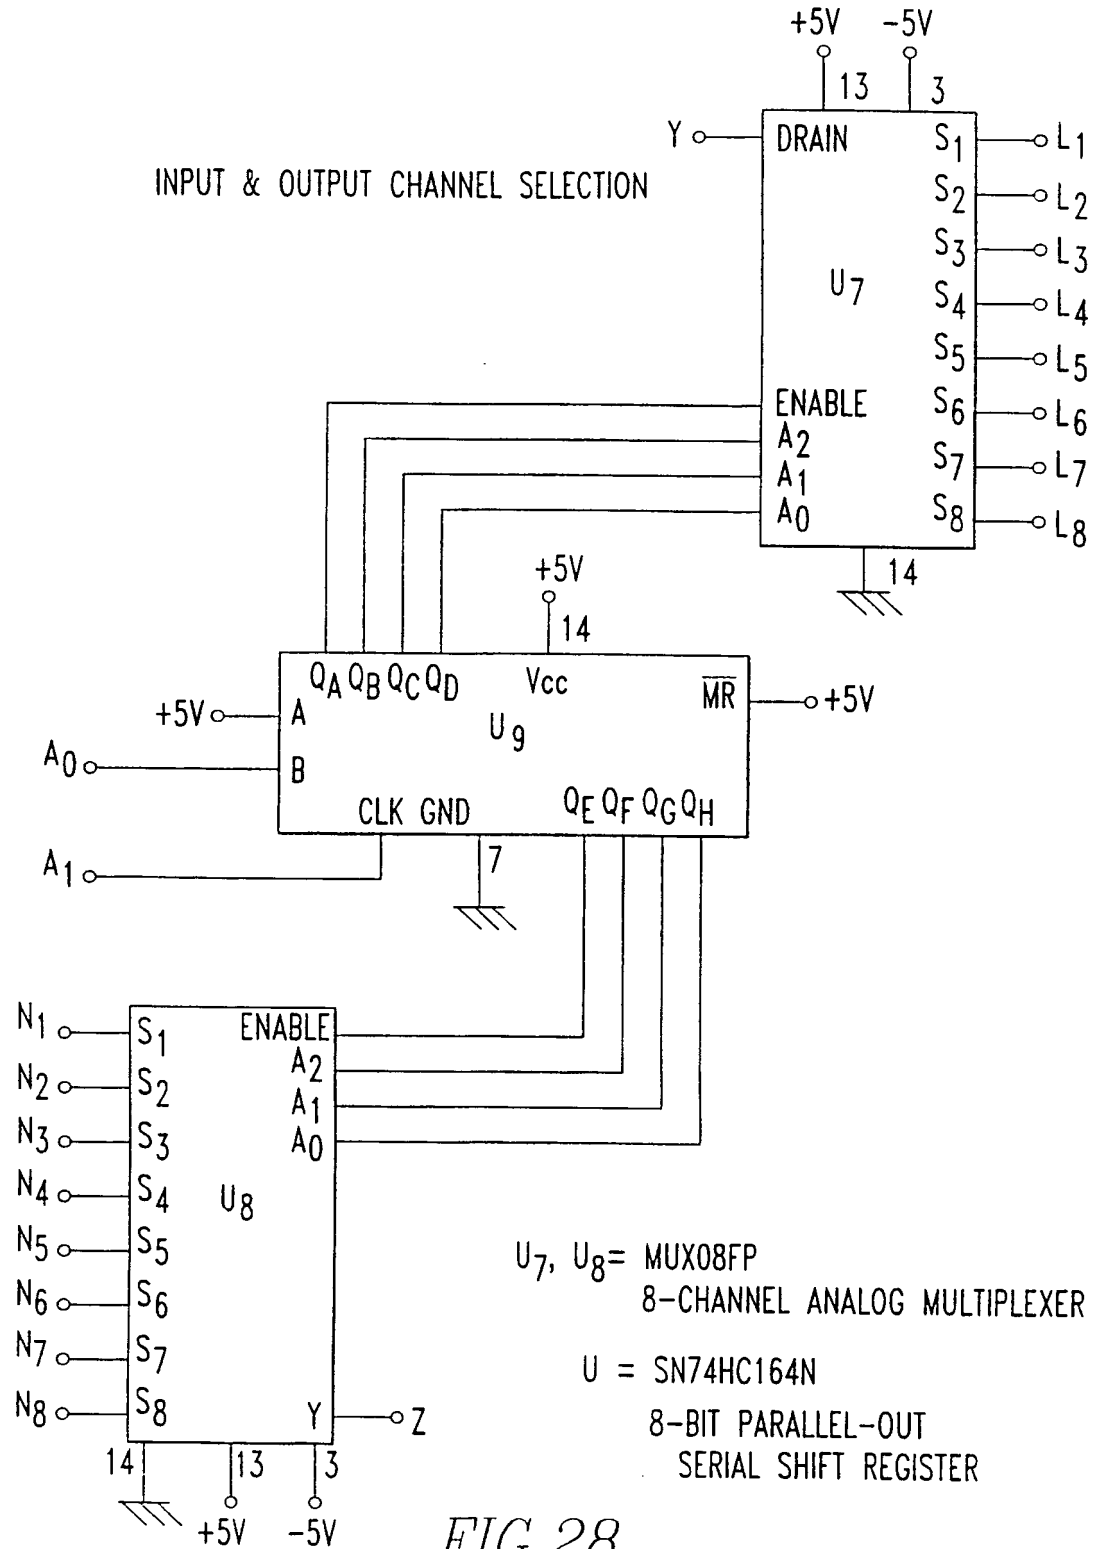 +5V -5V
13 3
Y DRAIN S1 L1
INPUT & OUTPUT CHANNEL SELECTION
S2 L2
S3 L3
U7
S4 L4
S5 L5
ENABLE S6 L6
A2
S7 L7
A1
A0 S8 L8
14
+5V
14
QA QB QC QD Vcc M̅R̅ +5V
+5V A
U9
A0 B
CLK GND QE QF QG QH
A1
7
N1 S1 ENABLE
N2 S2 A2
N3 S3 A1
A0
N4 S4 U8
N5 S5
N6 S6
N7 S7
N8 S8 Y Z
14 13 3
+5V -5V
U7, U8= MUX08FP
8-CHANNEL ANALOG MULTIPLEXER
U = SN74HC164N
8-BIT PARALLEL-OUT
SERIAL SHIFT REGISTER
FIG. 28